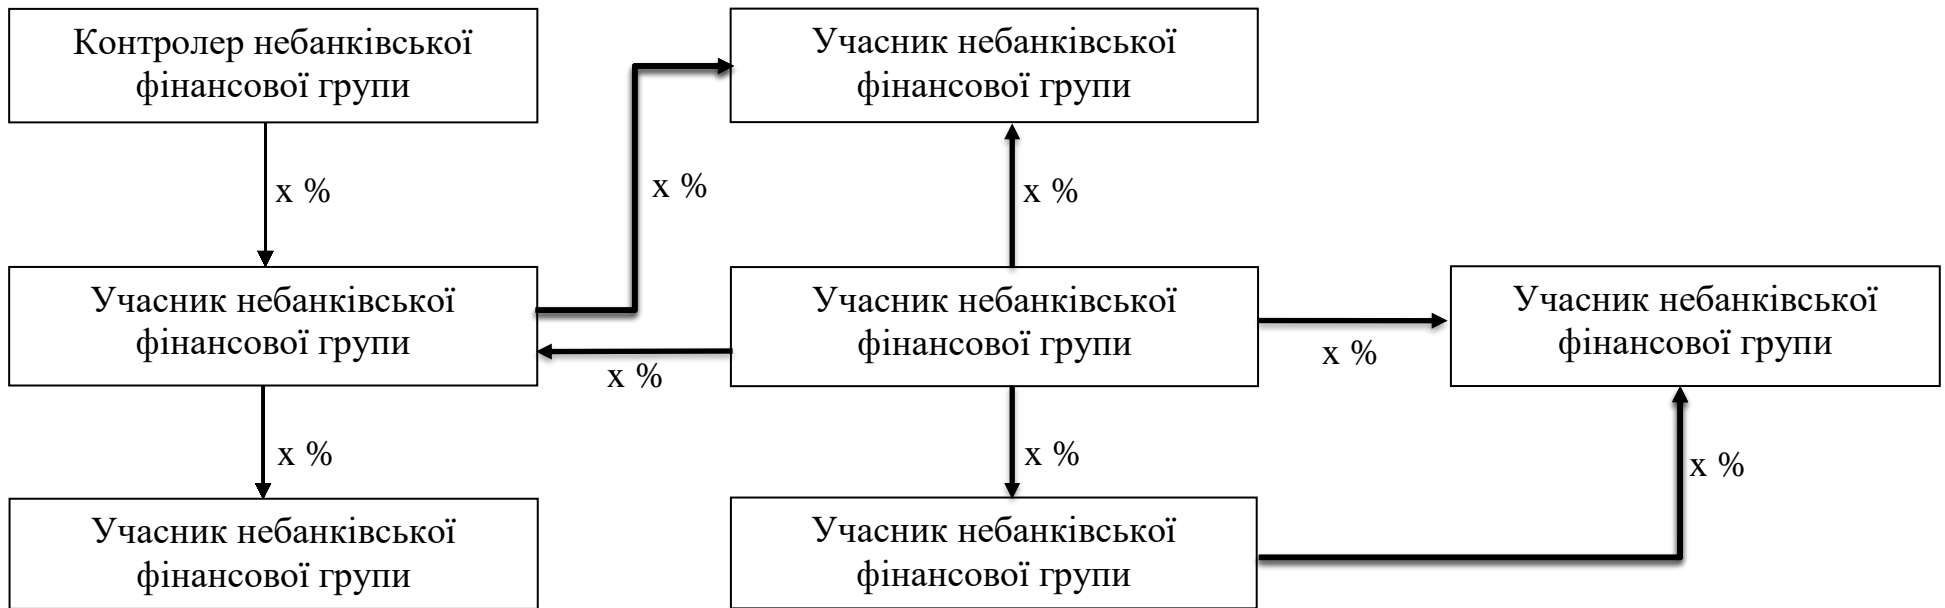 Контролер небанківської
фінансової групи
Учасник небанківської
фінансової групи
х %
х %
х %
Учасник небанківської
фінансової групи
Учасник небанківської
фінансової групи
Учасник небанківської
фінансової групи
х %
х %
х %
х %
х %
Учасник небанківської
фінансової групи
Учасник небанківської
фінансової групи